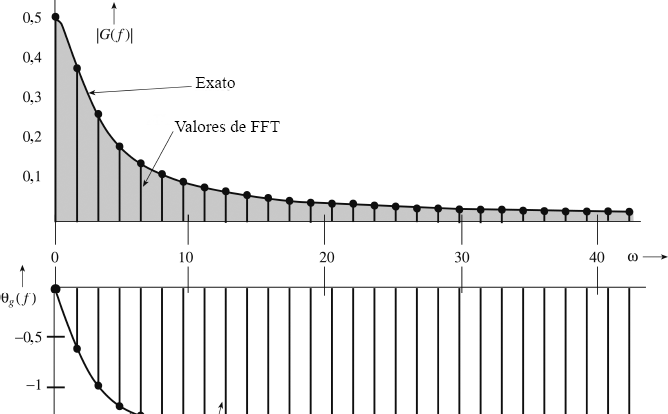 0,5
|G(f)|
0,4
0,3
Exato
0,2
Valores de FFT
0,1
0 10 20 30 40 ω
θg(f)
–0,5
–1